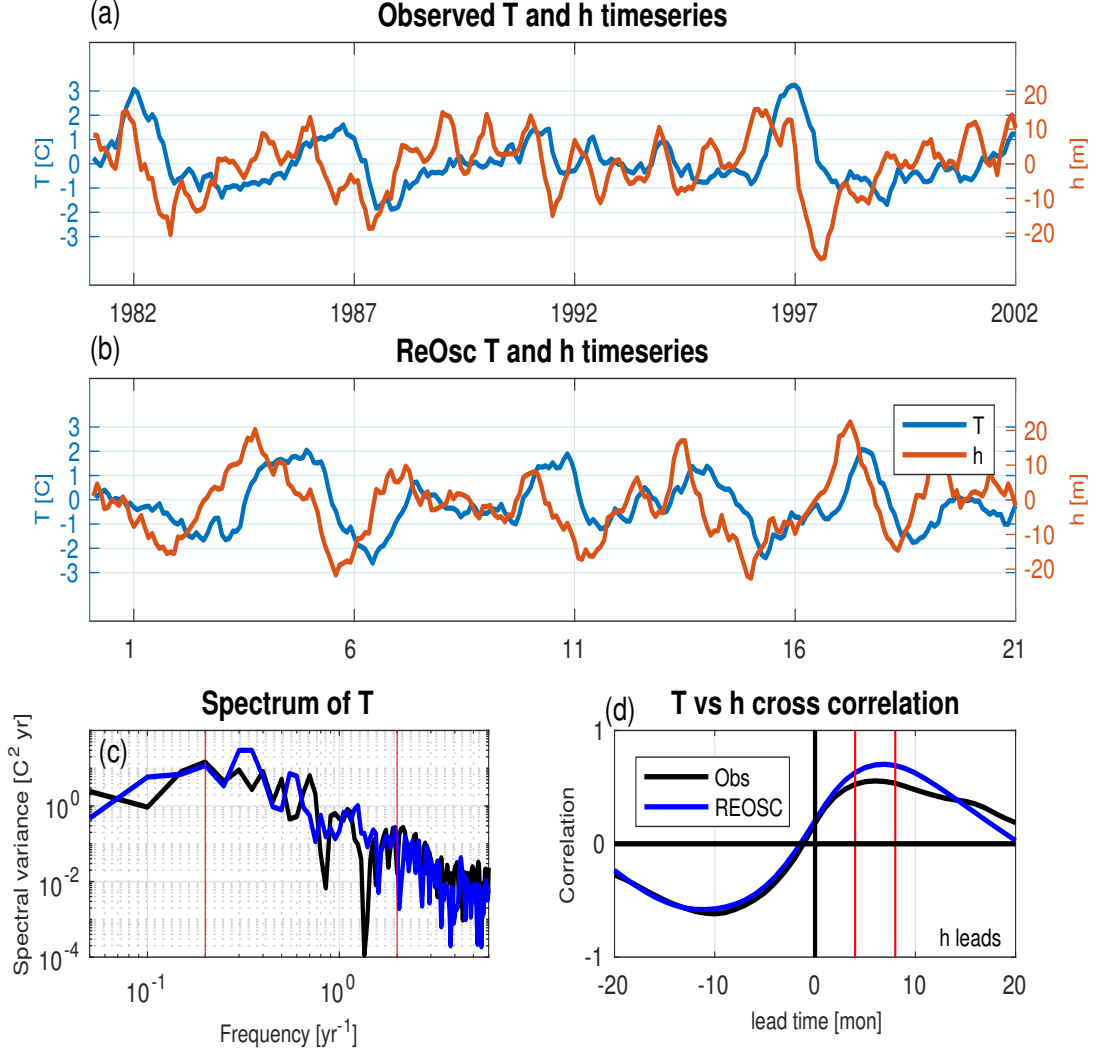 (a)
Observed T and h timeseries
T [C]
3
2
1
0
-1
-2
-3
20
10
0
-10
-20
h [m]
1982
1987
1992
1997
2002
(b)
ReOsc T and h timeseries
T [C]
3
2
1
0
-1
-2
-3
T
h
20
10
0
-10
-20
h [m]
1
6
11
16
21
Spectrum of T
(c)
Spectral variance [C² yr]
10⁰
10⁻²
10⁻⁴
10⁻¹
10⁰
Frequency [yr⁻¹]
T vs h cross correlation
(d)
Correlation
1
0
-1
Obs
REOSC
h leads
-20
-10
0
10
20
lead time [mon]